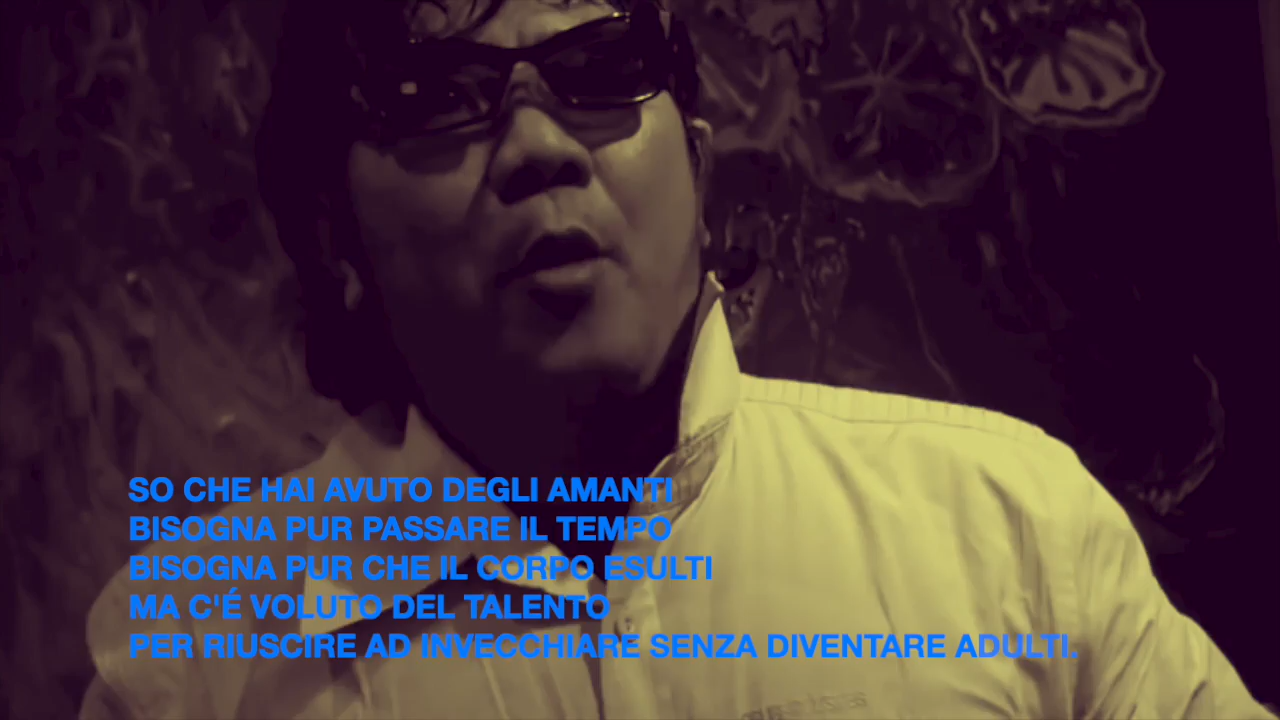 SO CHE HAI AVUTO DEGLI AMANTI
BISOGNA PUR PASSARE IL TEMPO
BISOGNA PUR CHE IL CORPO ESULTI
MA C'É VOLUTO DEL TALENTO
PER RIUSCIRE AD INVECCHIARE SENZA DIVENTARE ADULTI.